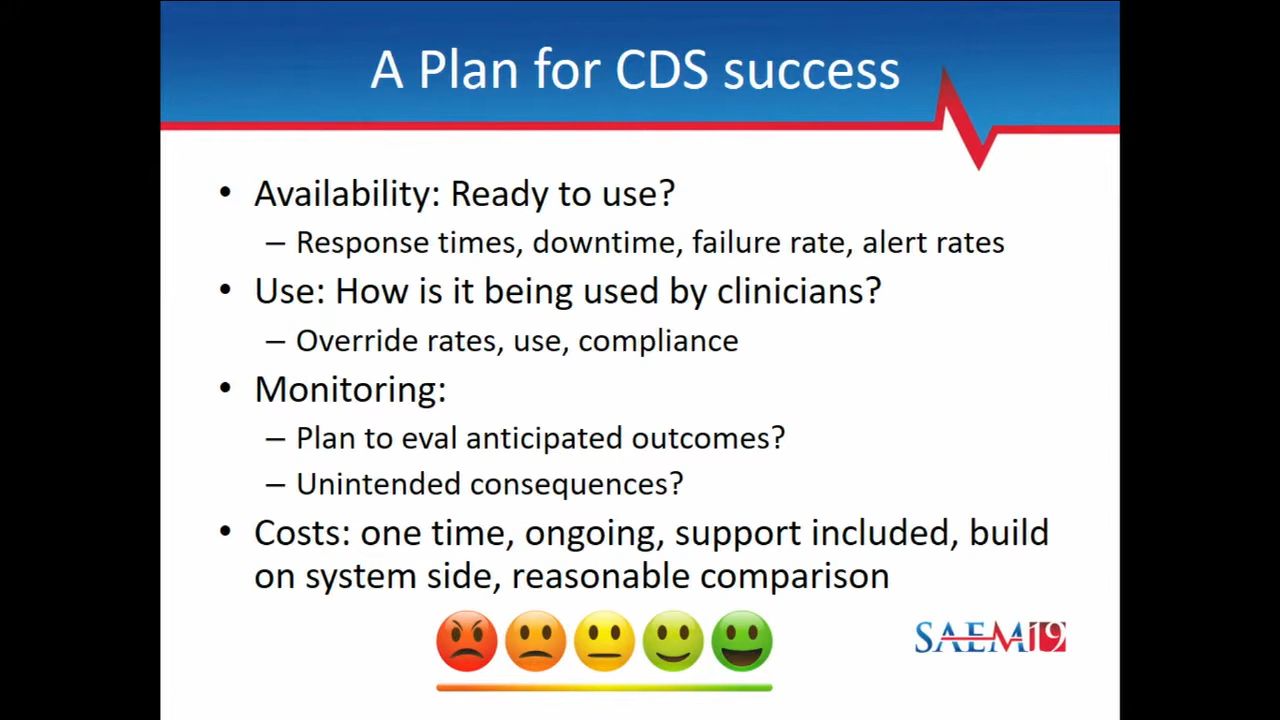 A Plan for CDS success
• Availability: Ready to use?
– Response times, downtime, failure rate, alert rates
• Use: How is it being used by clinicians?
– Override rates, use, compliance
• Monitoring:
– Plan to eval anticipated outcomes?
– Unintended consequences?
• Costs: one time, ongoing, support included, build
on system side, reasonable comparison
SAEM19